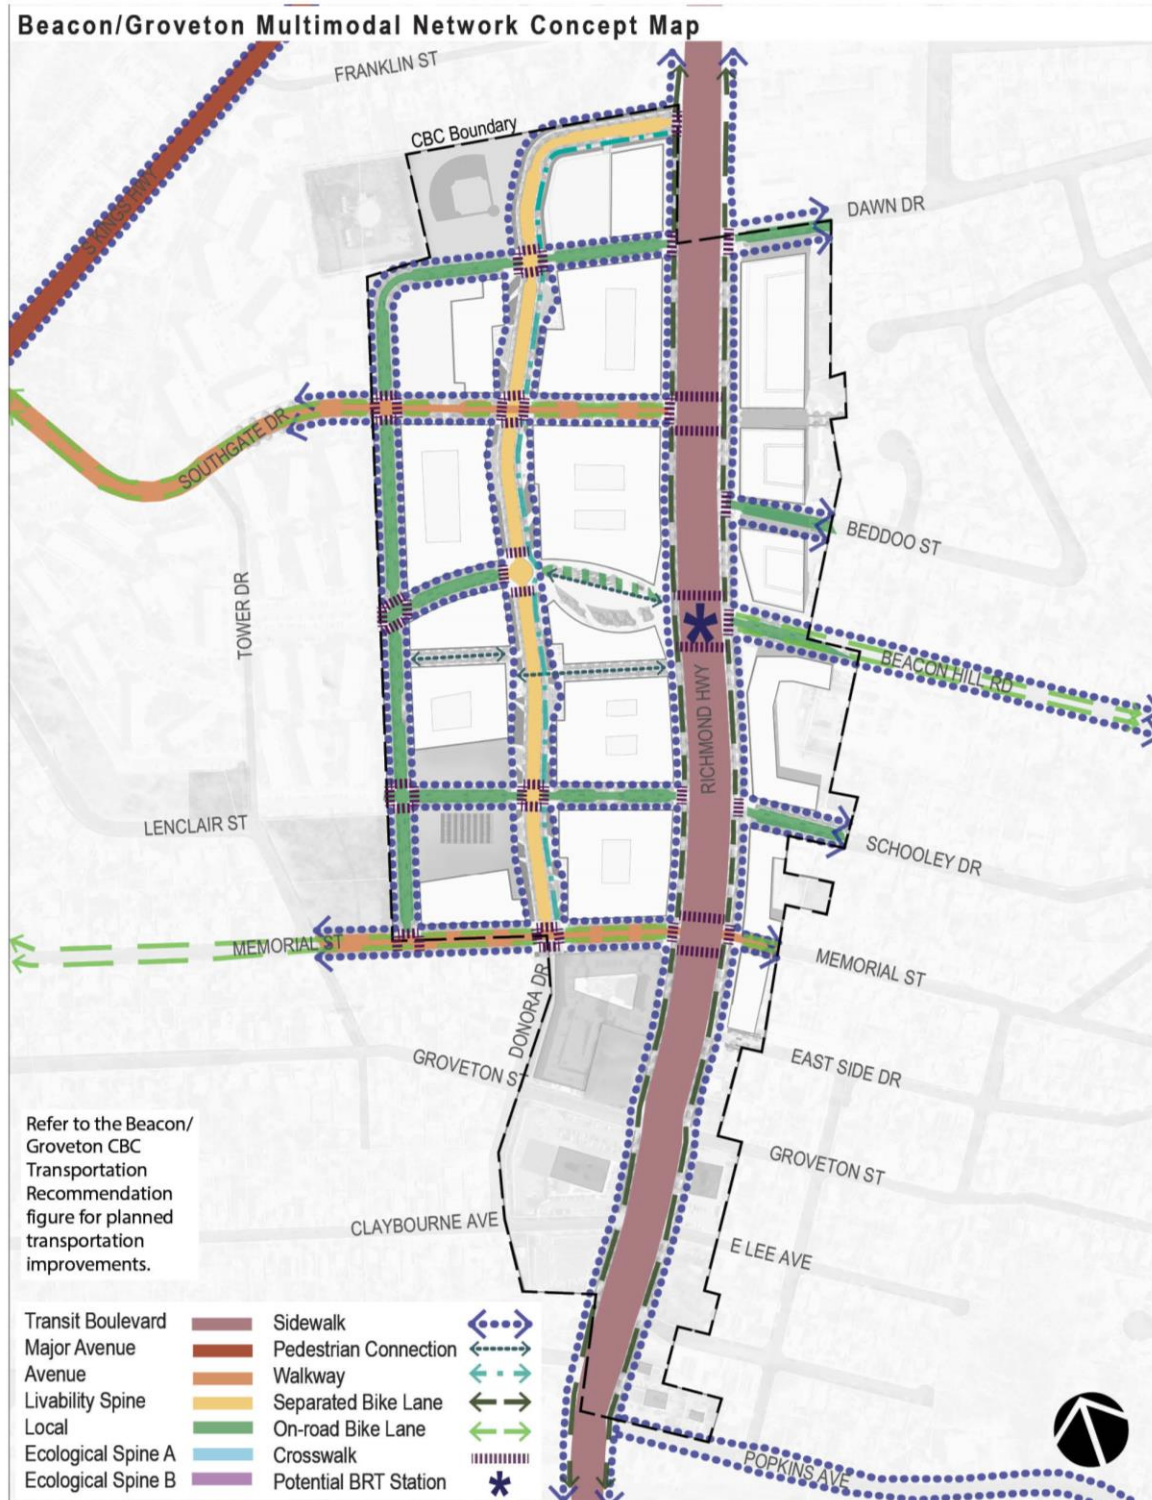 Beacon/Groveton Multimodal Network Concept Map
FRANKLIN ST
CBC Boundary
S KINGS HWY
DAWN DR
SOUTHGATE DR
BEDDOO ST
TOWER DR
BEACON HILL RD
RICHMOND HWY
LENCLAIR ST
SCHOOLEY DR
MEMORIAL ST
MEMORIAL ST
DONORA DR
GROVETON ST
EAST SIDE DR
GROVETON ST
CLAYBOURNE AVE
E LEE AVE
POPKINS AVE
Refer to the Beacon/
Groveton CBC
Transportation
Recommendation
figure for planned
transportation
improvements.
Transit Boulevard
Major Avenue
Avenue
Livability Spine
Local
Ecological Spine A
Ecological Spine B
Sidewalk
Pedestrian Connection
Walkway
Separated Bike Lane
On-road Bike Lane
Crosswalk
Potential BRT Station